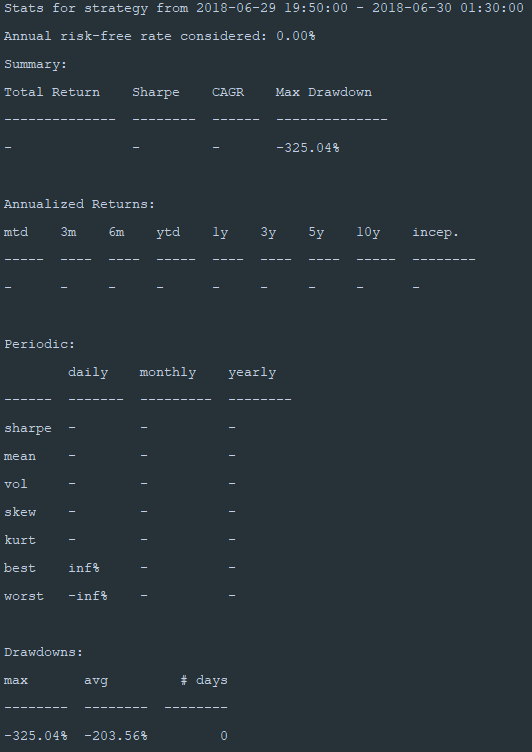 Stats for strategy from 2018-06-29 19:50:00 - 2018-06-30 01:30:00
Annual risk-free rate considered: 0.00%
Summary:
Total Return    Sharpe    CAGR    Max Drawdown
--------------  --------  ------  --------------
-               -         -       -325.04%

Annualized Returns:
mtd    3m    6m    ytd    1y    3y    5y    10y    incep.
-----  ----  ----  -----  ----  ----  ----  -----  --------
-      -     -     -      -     -     -     -      -

Periodic:
        daily    monthly    yearly
------  -------  ---------  --------
sharpe  -        -          -
mean    -        -          -
vol     -        -          -
skew    -        -          -
kurt    -        -          -
best    inf%     -          -
worst   -inf%    -          -

Drawdowns:
max       avg         # days
--------  --------  --------
-325.04%  -203.56%         0